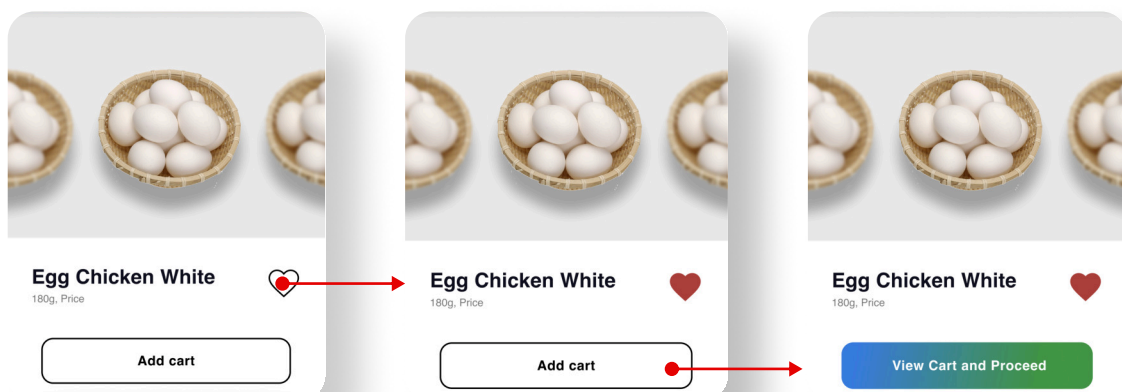 Egg Chicken White
180g, Price
Add cart
Egg Chicken White
180g, Price
Add cart
Egg Chicken White
180g, Price
View Cart and Proceed